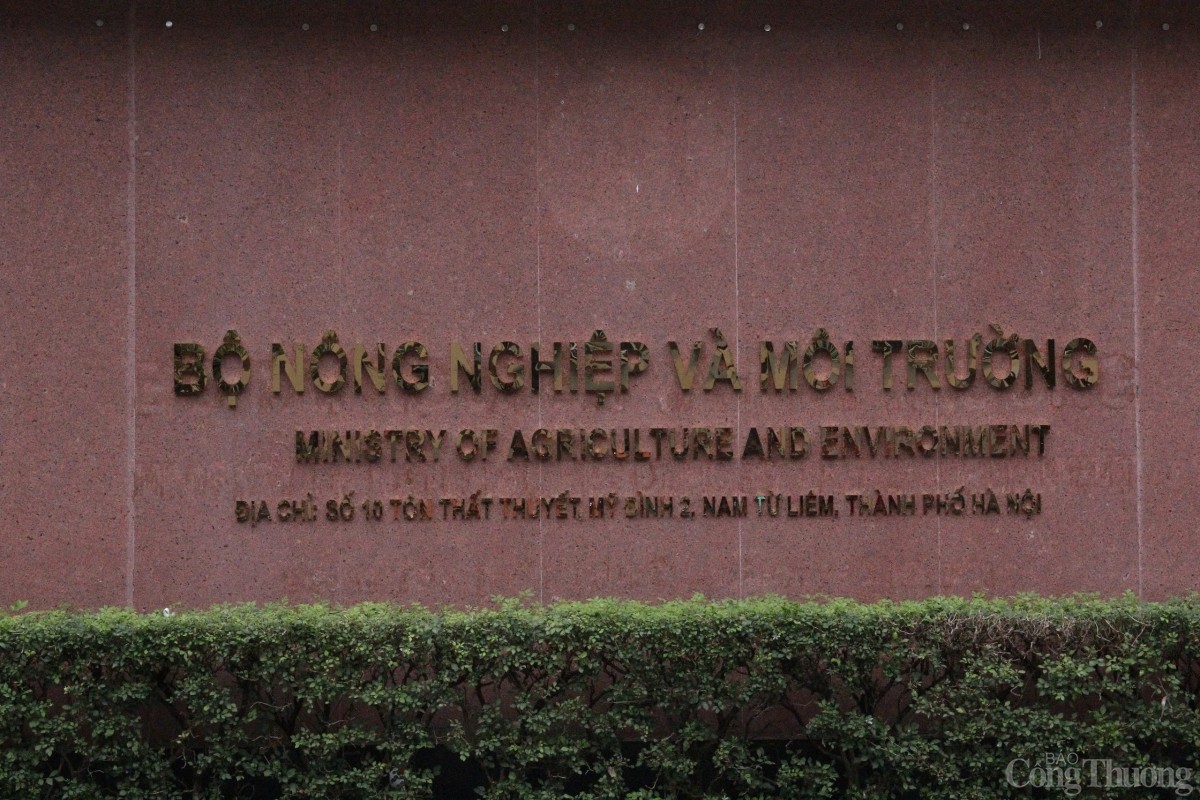 BỘ NÔNG NGHIỆP VÀ MÔI TRƯỜNG
MINISTRY OF AGRICULTURE AND ENVIRONMENT
ĐỊA CHỈ: SỐ 10 TÔN THẤT THUYẾT, MỸ ĐÌNH 2, NAM TỪ LIÊM, THÀNH PHỐ HÀ NỘI
BÁO
Công Thương